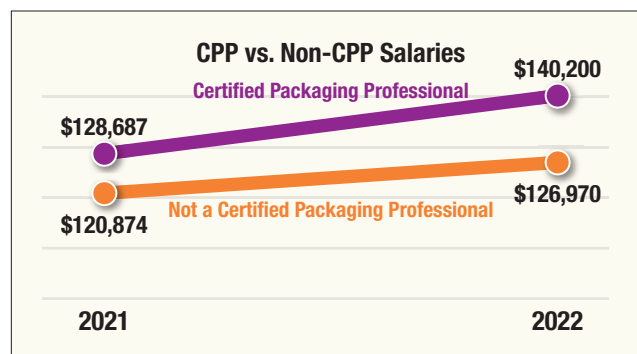 CPP vs. Non-CPP Salaries
Certified Packaging Professional
$140,200
$128,687
$126,970
Not a Certified Packaging Professional
$120,874
2021
2022